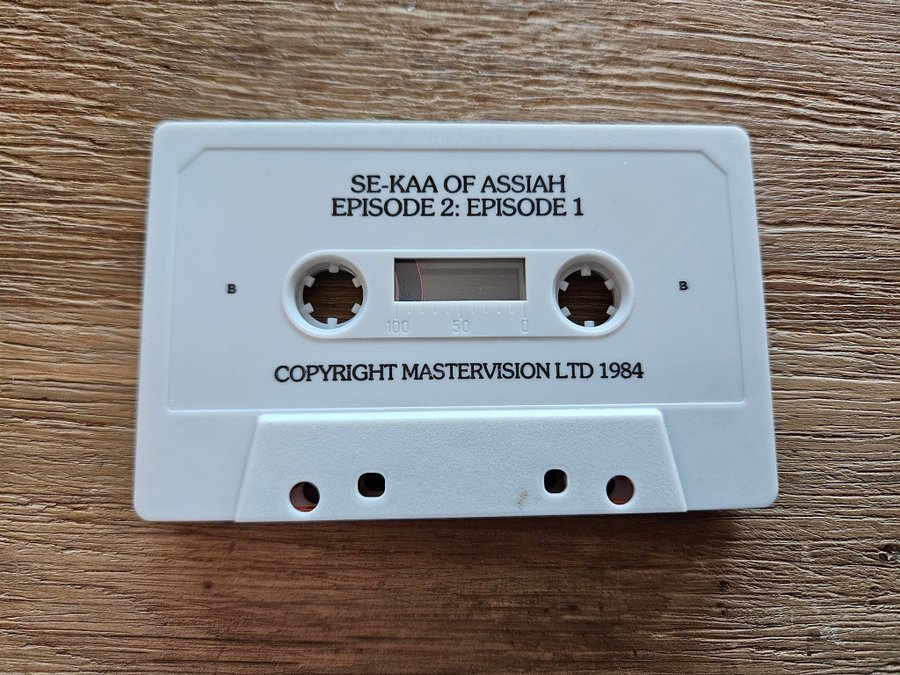 SE-KAA OF ASSIAH
EPISODE 2: EPISODE 1
B B
100 50 0
COPYRIGHT MASTERVISION LTD 1984